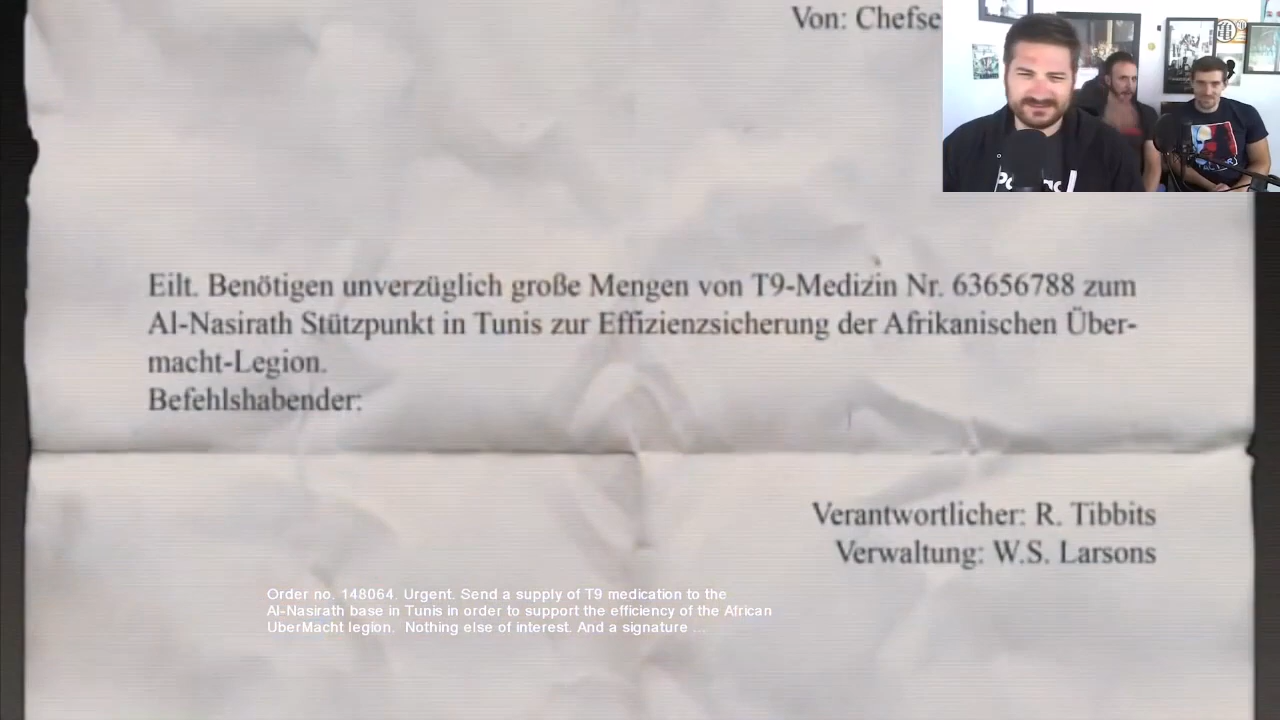 Von: Chefse
Eilt. Benötigen unverzüglich große Mengen von T9-Medizin Nr. 63656788 zum
Al-Nasirath Stützpunkt in Tunis zur Effizienzsicherung der Afrikanischen Über-
macht-Legion.
Befehlshabender:
Verantwortlicher: R. Tibbits
Verwaltung: W.S. Larsons
Order no. 148064. Urgent. Send a supply of T9 medication to the
Al-Nasirath base in Tunis in order to support the efficiency of the African
UberMacht legion. Nothing else of interest. And a signature ...